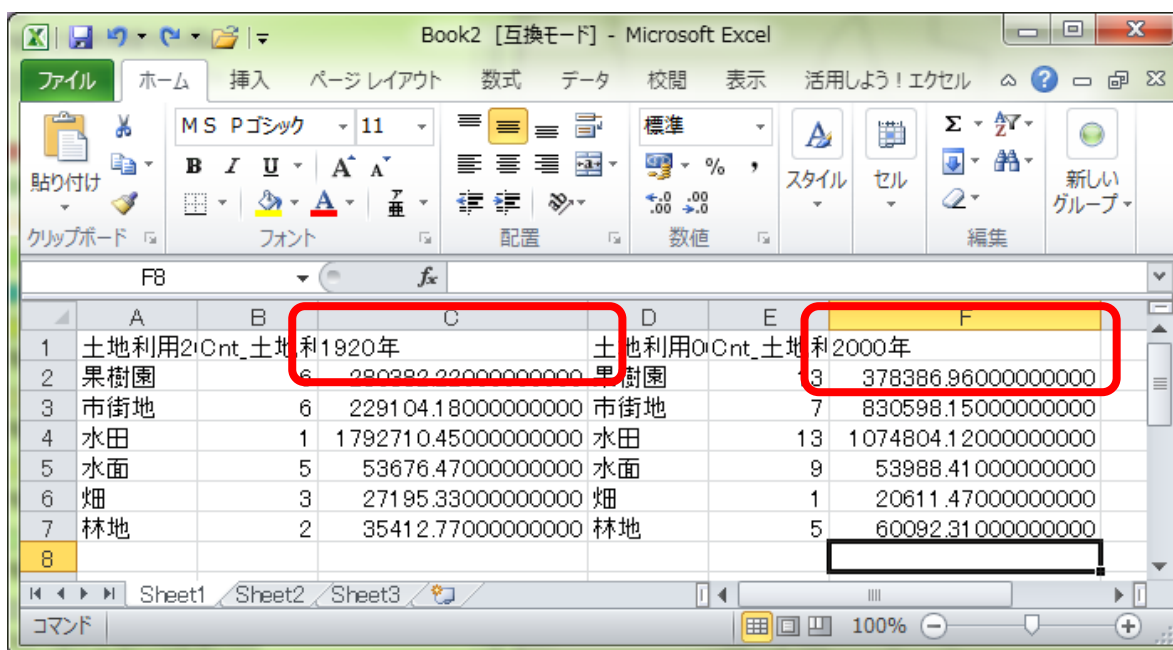 Book2 [互換モード] - Microsoft Excel
ファイル ホーム 挿入 ページ レイアウト 数式 データ 校閲 表示 活用しよう！エクセル
ＭＳ Ｐゴシック 11 標準
B I U A A % ,
貼り付け スタイル セル Σ 新しいグループ
クリップボード フォント 配置 数値 編集
F8 fx
A B C D E F
1 土地利用2 Cnt_土地利 1920年 土地利用0 Cnt_土地利 2000年
2 果樹園 6 280382.22000000000 果樹園 13 378386.96000000000
3 市街地 6 229104.18000000000 市街地 7 830598.15000000000
4 水田 1 1792710.45000000000 水田 13 1074804.12000000000
5 水面 5 53676.47000000000 水面 9 53988.41000000000
6 畑 3 27195.33000000000 畑 1 20611.47000000000
7 林地 2 35412.77000000000 林地 5 60092.31000000000
8
Sheet1 Sheet2 Sheet3
コマンド 100%